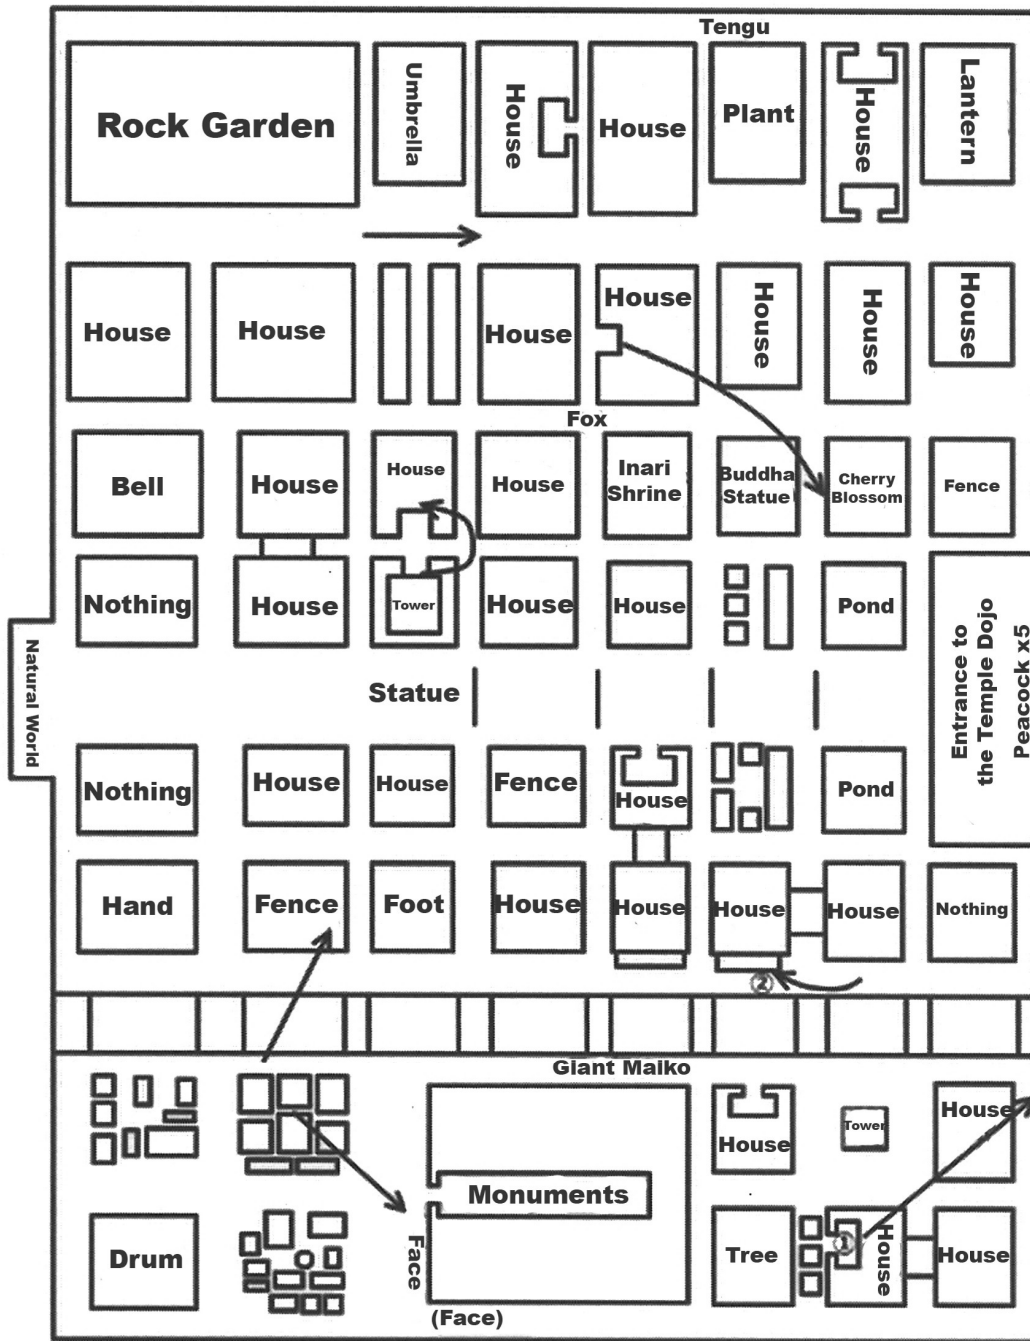 Tengu
Rock Garden
Umbrella
House
House
Plant
House
Lantern
House
House
House
House
House
House
House
Fox
Bell
House
House
House
Inari
Shrine
Buddha
Statue
Cherry
Blossom
Fence
Nothing
House
Tower
House
House
Pond
Entrance to
the Temple Dojo
Peacock x5
Natural World
Statue
Nothing
House
House
Fence
House
Pond
Hand
Fence
Foot
House
House
House
House
Nothing
②
Giant Maiko
House
Tower
House
Monuments
Drum
Face
Tree
①
House
House
(Face)